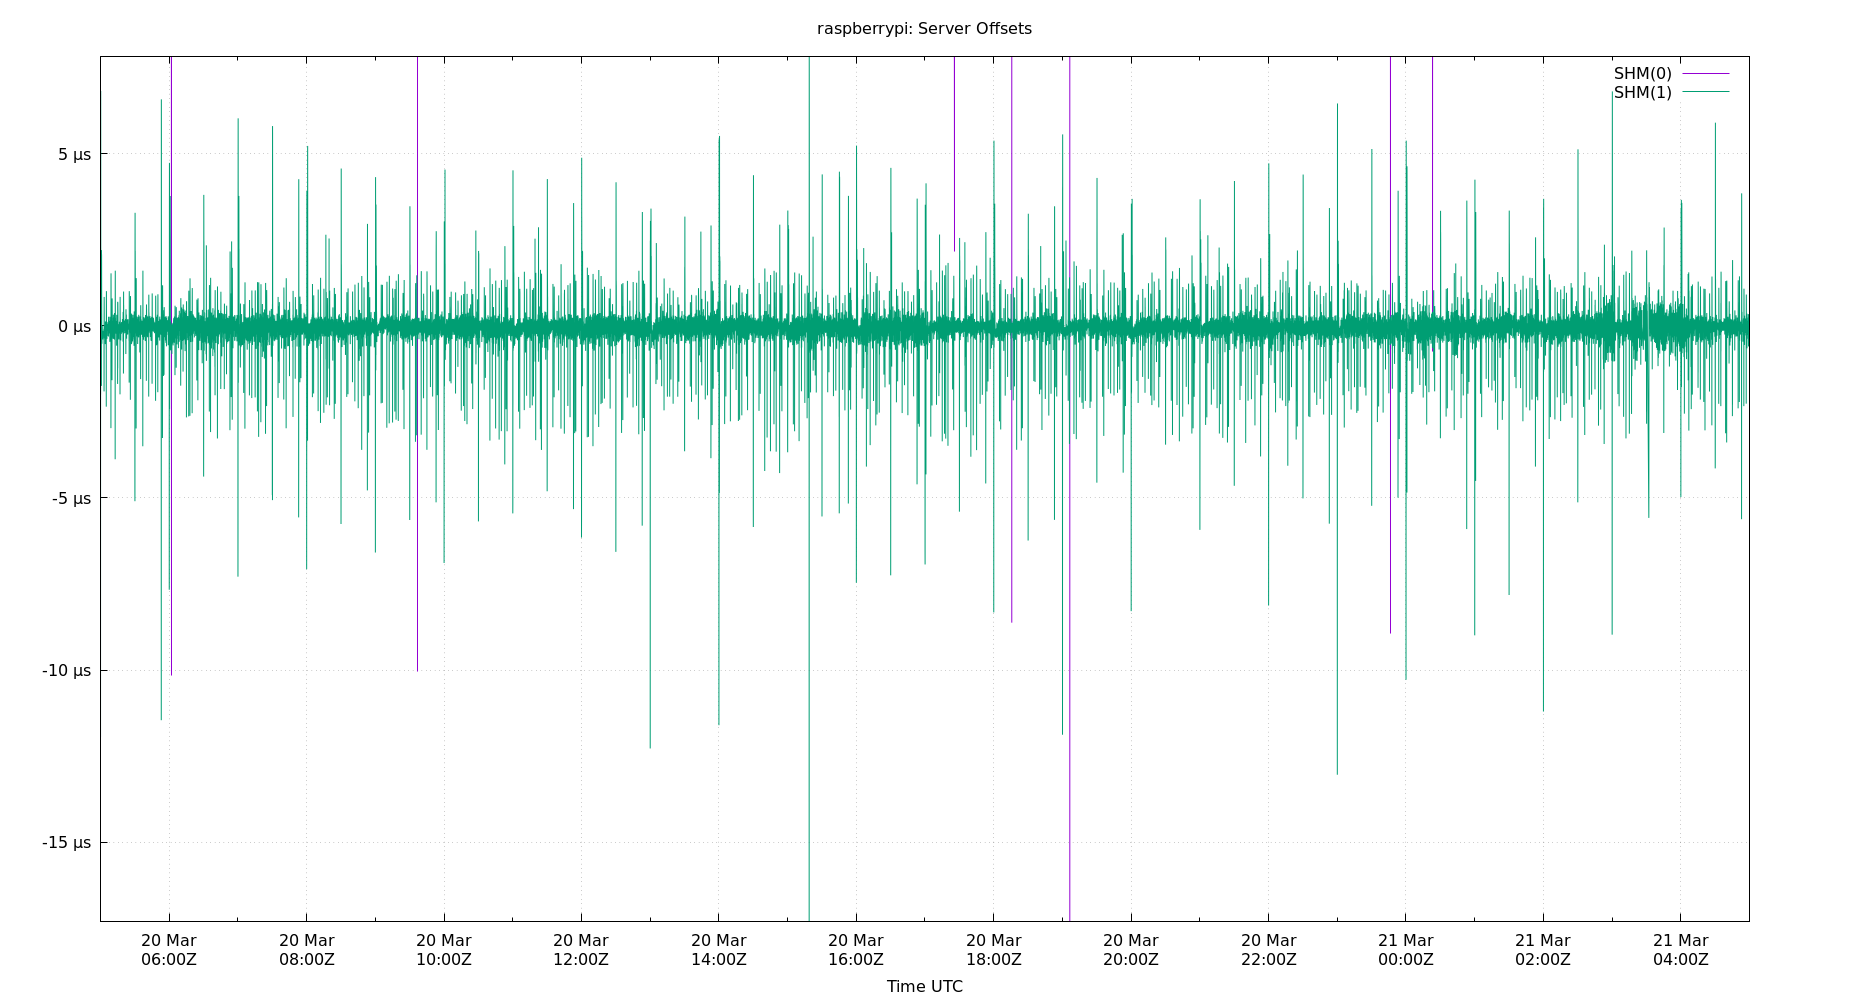 raspberrypi: Server Offsets
SHM(0)
SHM(1)
5 µs
0 µs
-5 µs
-10 µs
-15 µs
20 Mar 20 Mar 20 Mar 20 Mar 20 Mar 20 Mar 20 Mar 20 Mar 20 Mar 21 Mar 21 Mar 21 Mar
06:00Z 08:00Z 10:00Z 12:00Z 14:00Z 16:00Z 18:00Z 20:00Z 22:00Z 00:00Z 02:00Z 04:00Z
Time UTC